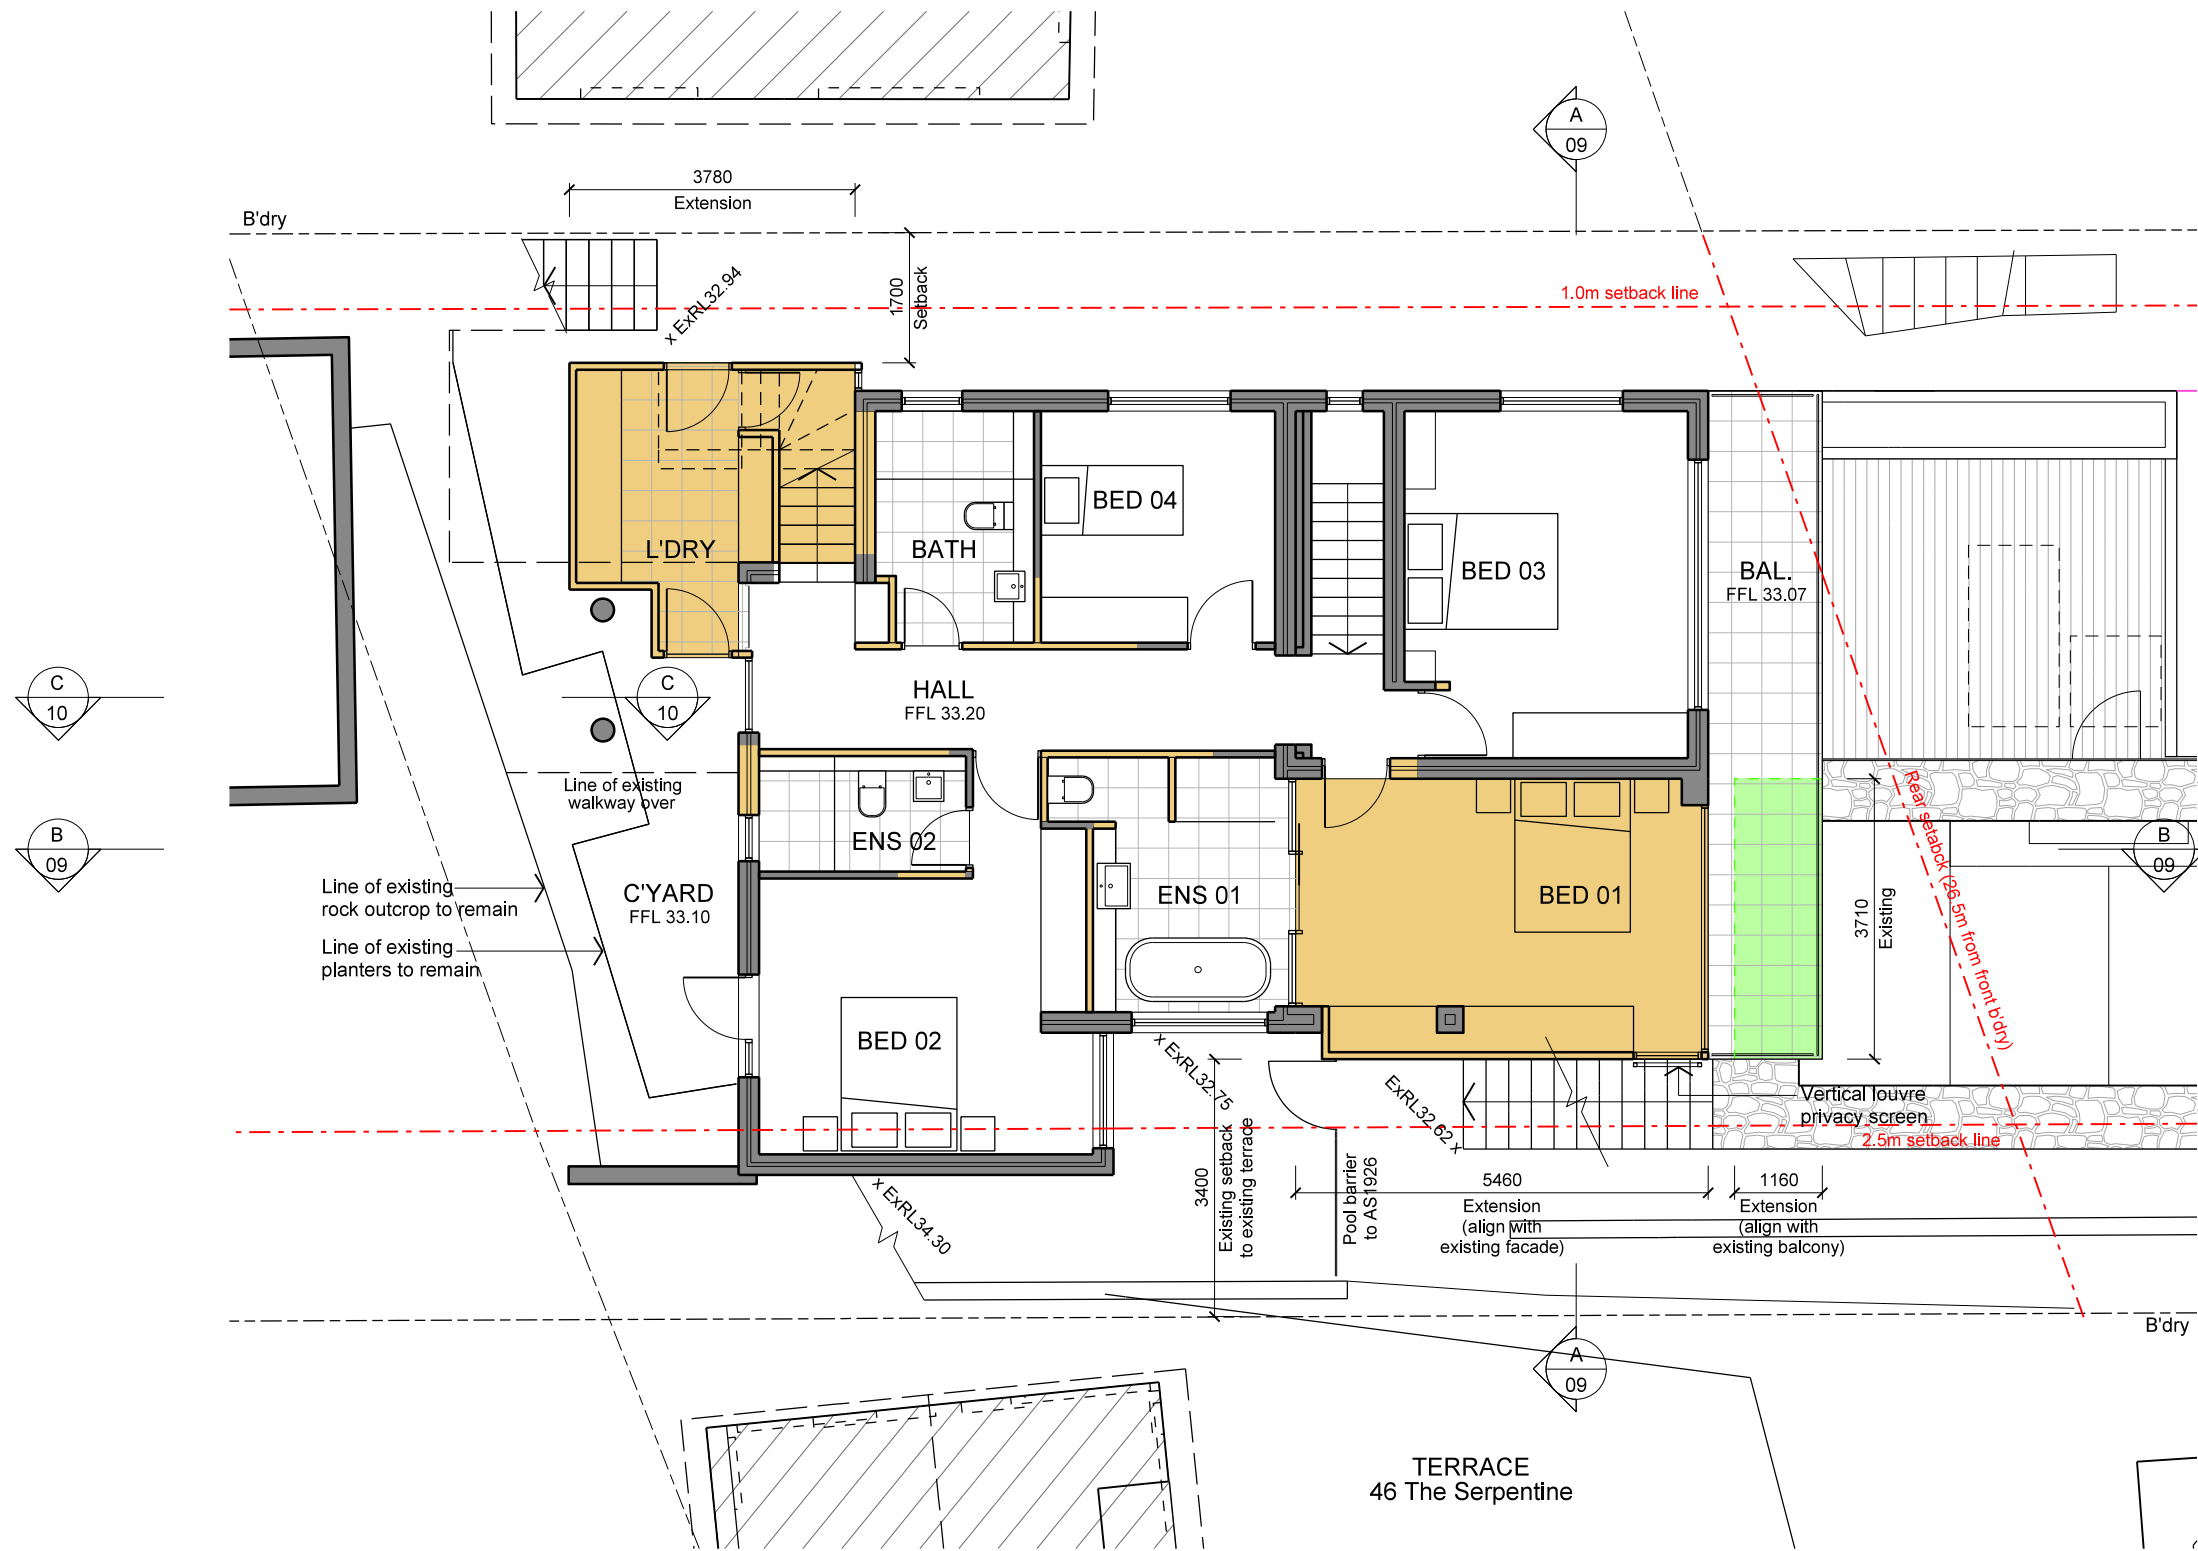 A
09
3780
Extension
B'dry
x ExRL32.94
1700
Setback
1.0m setback line
BED 04
L'DRY
BATH
BED 03
BAL.
FFL 33.07
C
10
C
10
HALL
FFL 33.20
Line of existing
walkway over
ENS 02
B
09
B
09
Line of existing
rock outcrop to remain
C'YARD
FFL 33.10
ENS 01
BED 01
3710
Existing
Rear setabck (26.5m from front b'dry)
Line of existing
planters to remain
BED 02
x ExRL32.75
ExRL32.62 x
Vertical louvre
privacy screen
2.5m setback line
x ExRL34.30
3400
Existing setback
to existing terrace
Pool barrier
to AS1926
5460
Extension
(align with
existing facade)
1160
Extension
(align with
existing balcony)
B'dry
A
09
TERRACE
46 The Serpentine